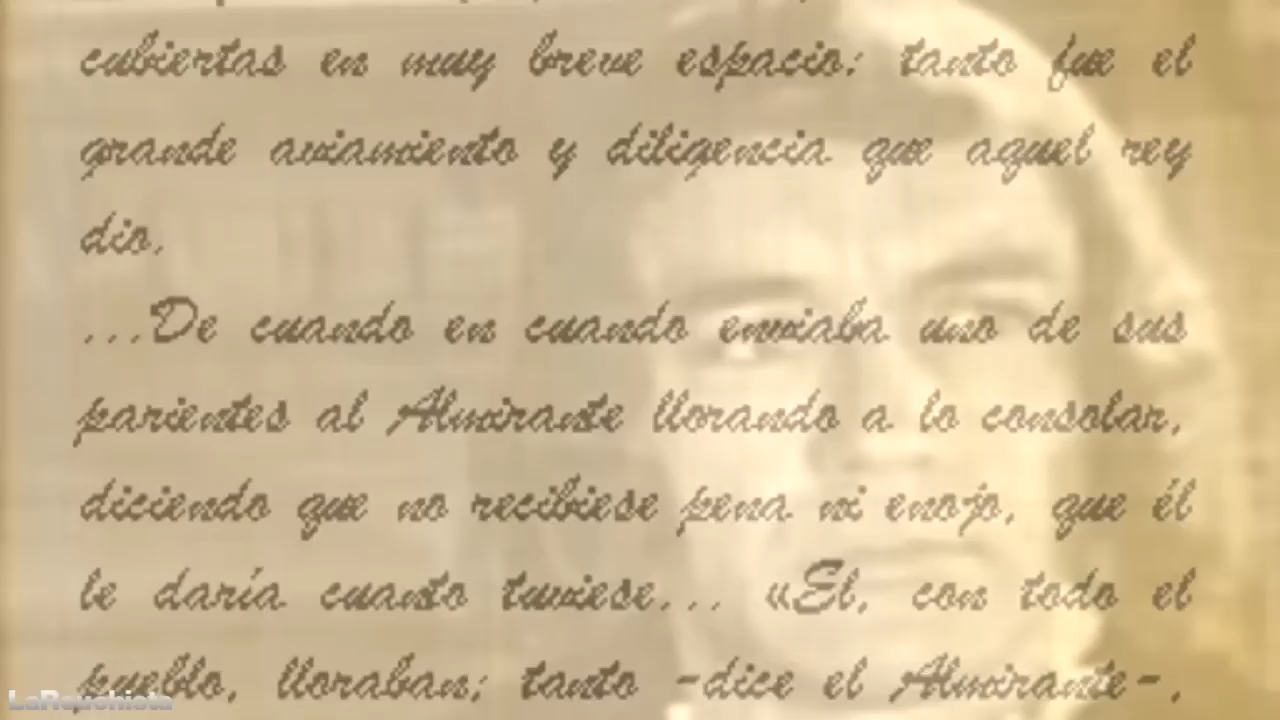 cubiertas en muy breve espacio: tanto fue el
grande aviamiento y diligencia que aquel rey
dio.
...De cuando en cuando enviaba uno de sus
parientes al Almirante llorando a lo consolar,
diciendo que no recibiese pena ni enojo, que él
le daría cuanto tuviese... «El, con todo el
pueblo, lloraban; tanto -dice el Almirante-,